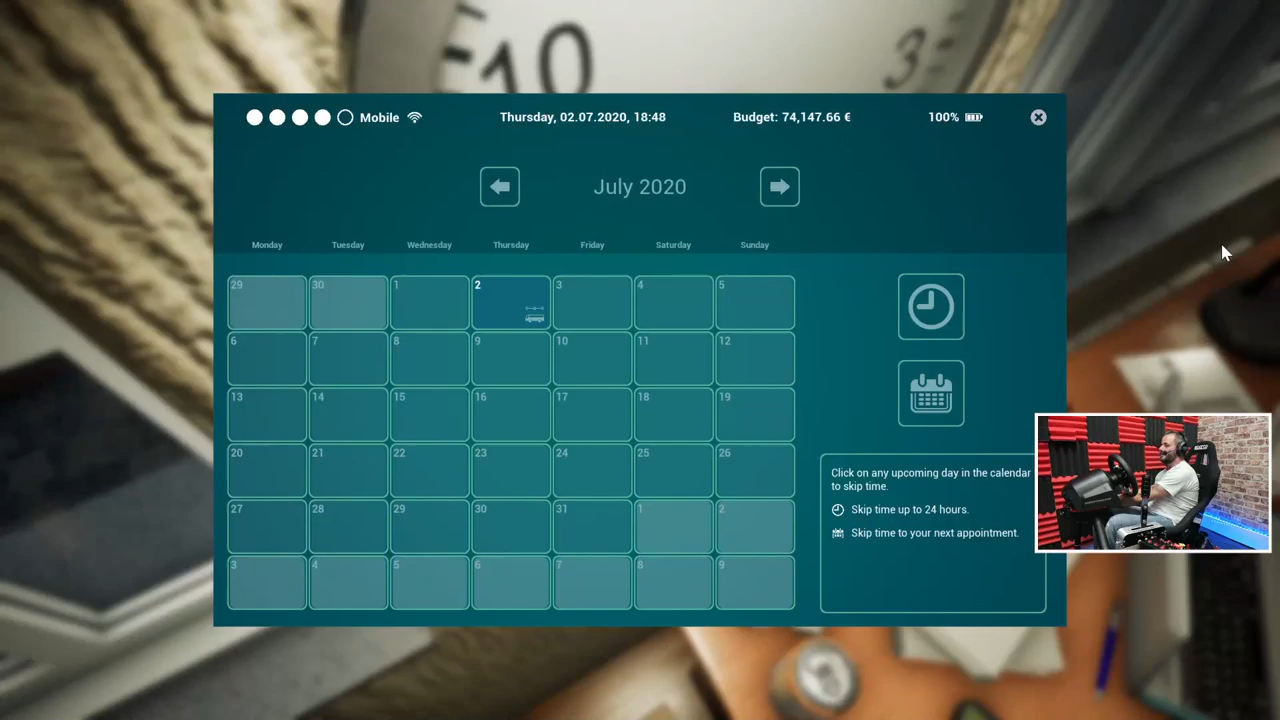 10
3
Mobile
Thursday, 02.07.2020, 18:48
Budget: 74,147.66 €
100%
July 2020
Monday Tuesday Wednesday Thursday Friday Saturday Sunday
29 30 1 2 3 4 5
6 7 8 9 10 11 12
13 14 15 16 17 18 19
20 21 22 23 24 25 26
27 28 29 30 31 1 2
3 4 5 6 7 8 9
Click on any upcoming day in the calendar
to skip time.
Skip time up to 24 hours.
Skip time to your next appointment.